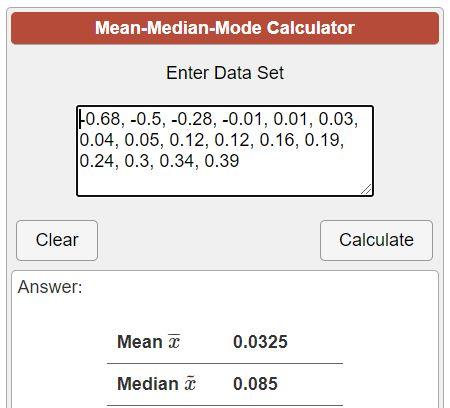 Mean-Median-Mode Calculator
Enter Data Set
-0.68, -0.5, -0.28, -0.01, 0.01, 0.03,
0.04, 0.05, 0.12, 0.12, 0.16, 0.19,
0.24, 0.3, 0.34, 0.39
Clear Calculate
Answer:
Mean x̅ 0.0325
Median x̃ 0.085